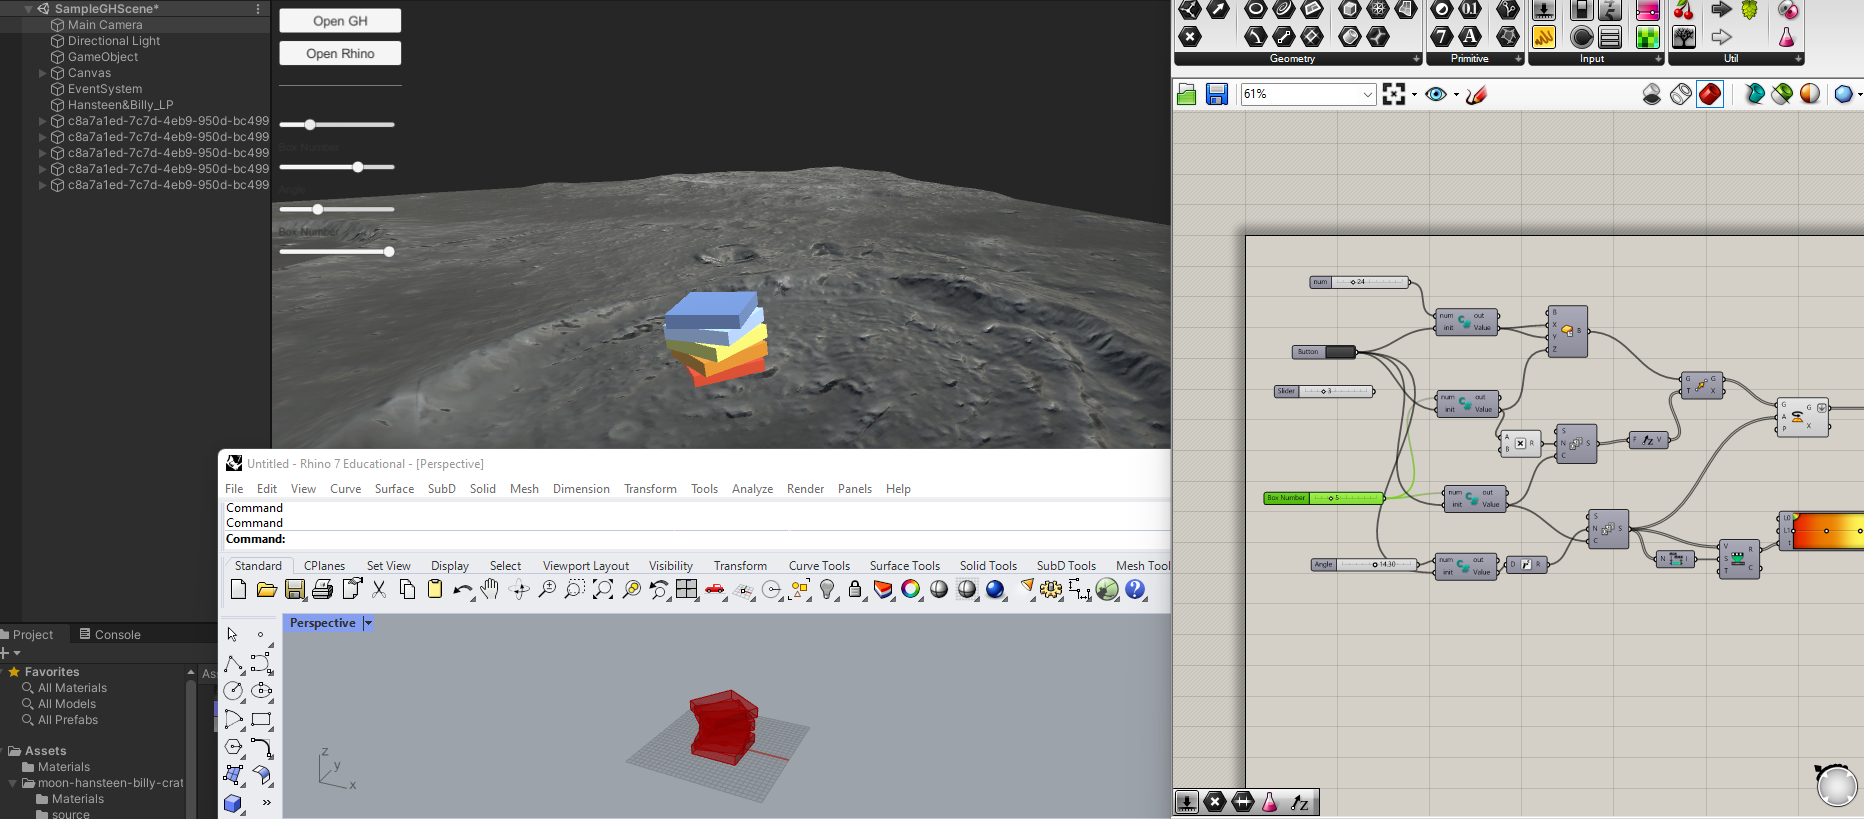 SampleGHScene*
Main Camera
Directional Light
GameObject
Canvas
EventSystem
Hansteen&Billy_LP
c8a7a1ed-7c7d-4eb9-950d-bc499
c8a7a1ed-7c7d-4eb9-950d-bc499
c8a7a1ed-7c7d-4eb9-950d-bc499
c8a7a1ed-7c7d-4eb9-950d-bc499
c8a7a1ed-7c7d-4eb9-950d-bc499
Open GH
Open Rhino
Box Number
Angle
Box Number
Project
Console
Favorites
All Materials
All Models
All Prefabs
Assets
Materials
moon-hansteen-billy-crat
Materials
source
As
Untitled - Rhino 7 Educational - [Perspective]
File Edit View Curve Surface SubD Solid Mesh Dimension Transform Tools Analyze Render Panels Help
Command
Command
Command:
Standard CPlanes Set View Display Select Viewport Layout Visibility Transform Curve Tools Surface Tools Solid Tools SubD Tools Mesh Tool
Perspective
z
y
x
Geometry
Primitive
Input
Util
61%
num 24
num out
init Value
B
X
Y
Z
B
Button
Slider 3
num out
init Value
G G
T X
G G
A
P X
A R
B
S
N S
C
F V
Box Number 5
num out
init Value
S
N S
C
L0
L1
t
Angle 14.30
num out
init Value
D R
N I
V R
S
T C